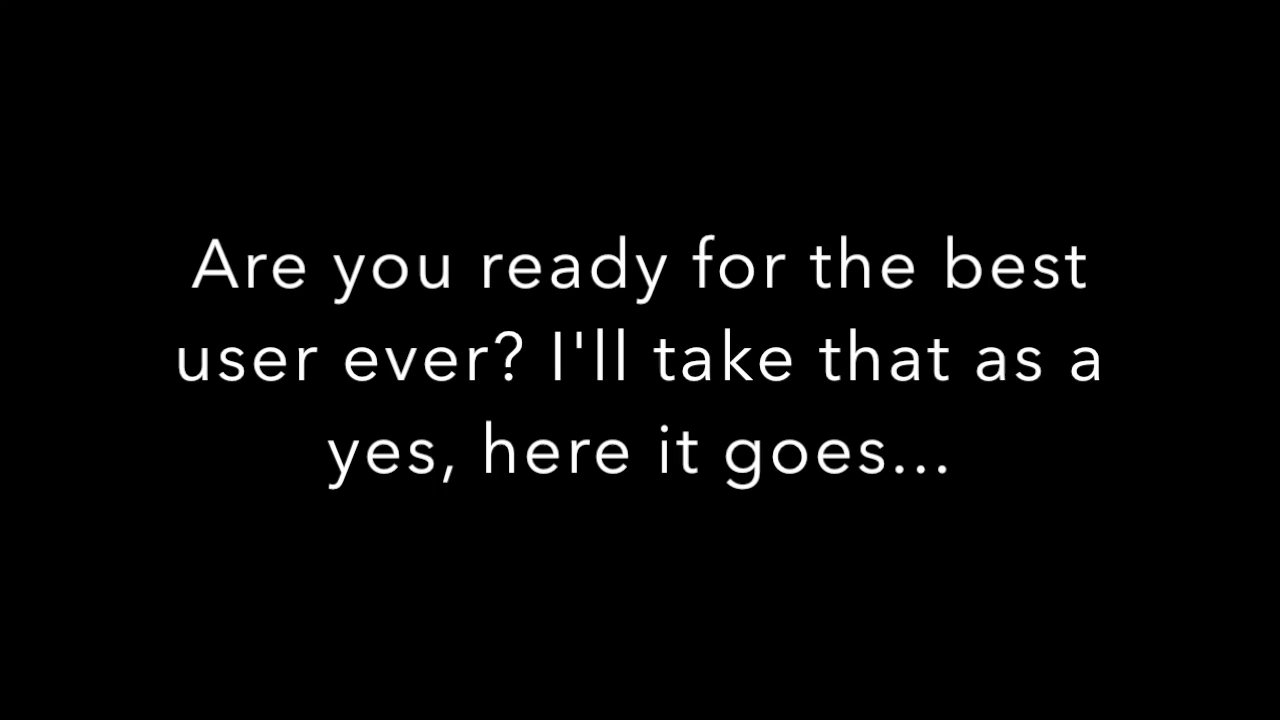 Are you ready for the best
user ever? I'll take that as a
yes, here it goes...